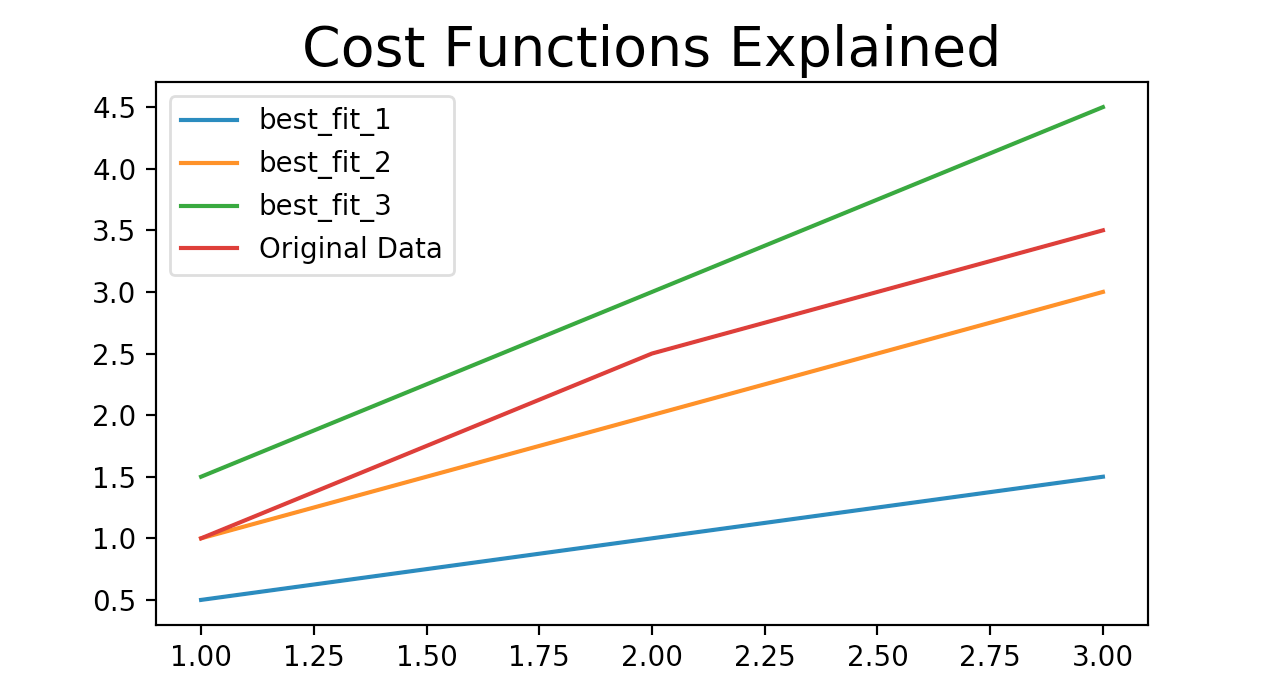 Cost Functions Explained
best_fit_1
best_fit_2
best_fit_3
Original Data
4.5
4.0
3.5
3.0
2.5
2.0
1.5
1.0
0.5
1.00 1.25 1.50 1.75 2.00 2.25 2.50 2.75 3.00